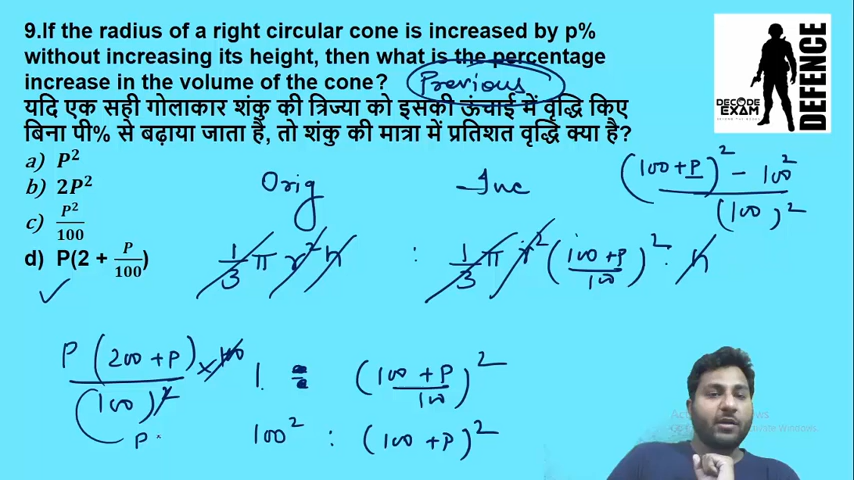 9.If the radius of a right circular cone is increased by p%
without increasing its height, then what is the percentage
increase in the volume of the cone? Previous
यदि एक सही गोलाकार शंकु की त्रिज्या को इसकी ऊंचाई में वृद्धि किए
बिना पी% से बढ़ाया जाता है, तो शंकु की मात्रा में प्रतिशत वृद्धि क्या है?
a) P²
b) 2P²
c) P²/100
d) P(2 + P/100)
DECODE
EXAM
DEFENCE
Orig Inc
((100+P)² - 100²)/(100)²
1/3 π r² h : 1/3 π r² ((100+P)/100)² · h
P (200+P)/(100)² × 100
1 : ((100+P)/100)²
100² : (100+P)²
P